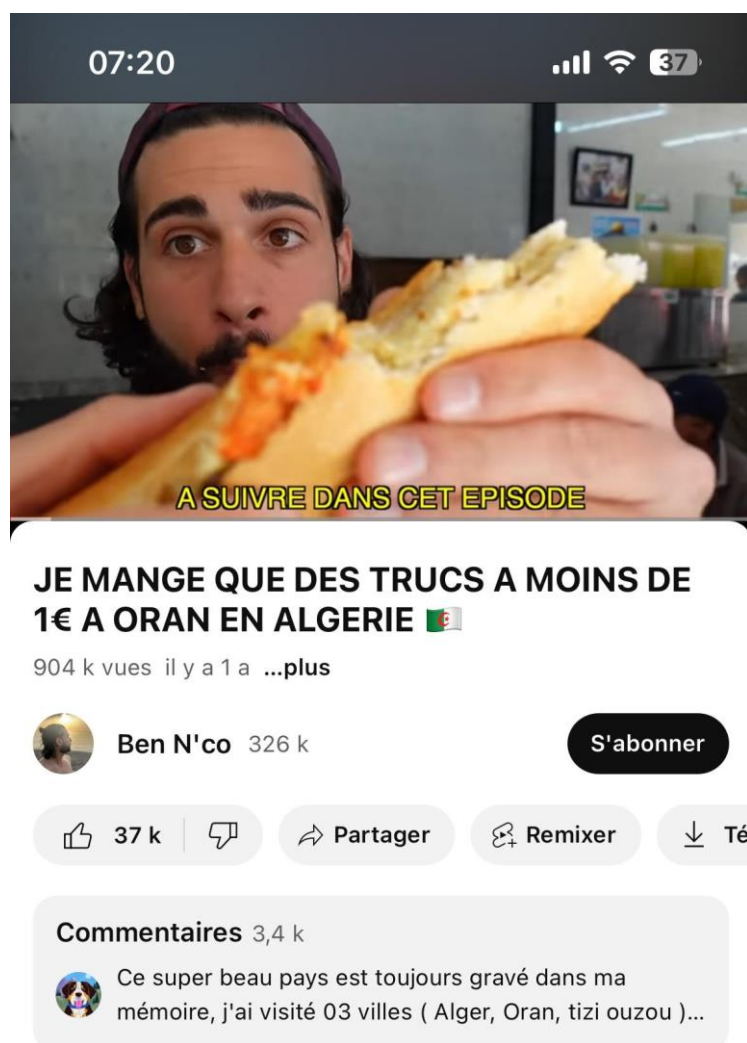 07:20
37
A SUIVRE DANS CET EPISODE
JE MANGE QUE DES TRUCS A MOINS DE
1€ A ORAN EN ALGERIE 🇩🇿
904 k vues il y a 1 a ...plus
Ben N'co 326 k
S'abonner
37 k
Partager
Remixer
Té
Commentaires 3,4 k
Ce super beau pays est toujours gravé dans ma
mémoire, j'ai visité 03 villes ( Alger, Oran, tizi ouzou )...